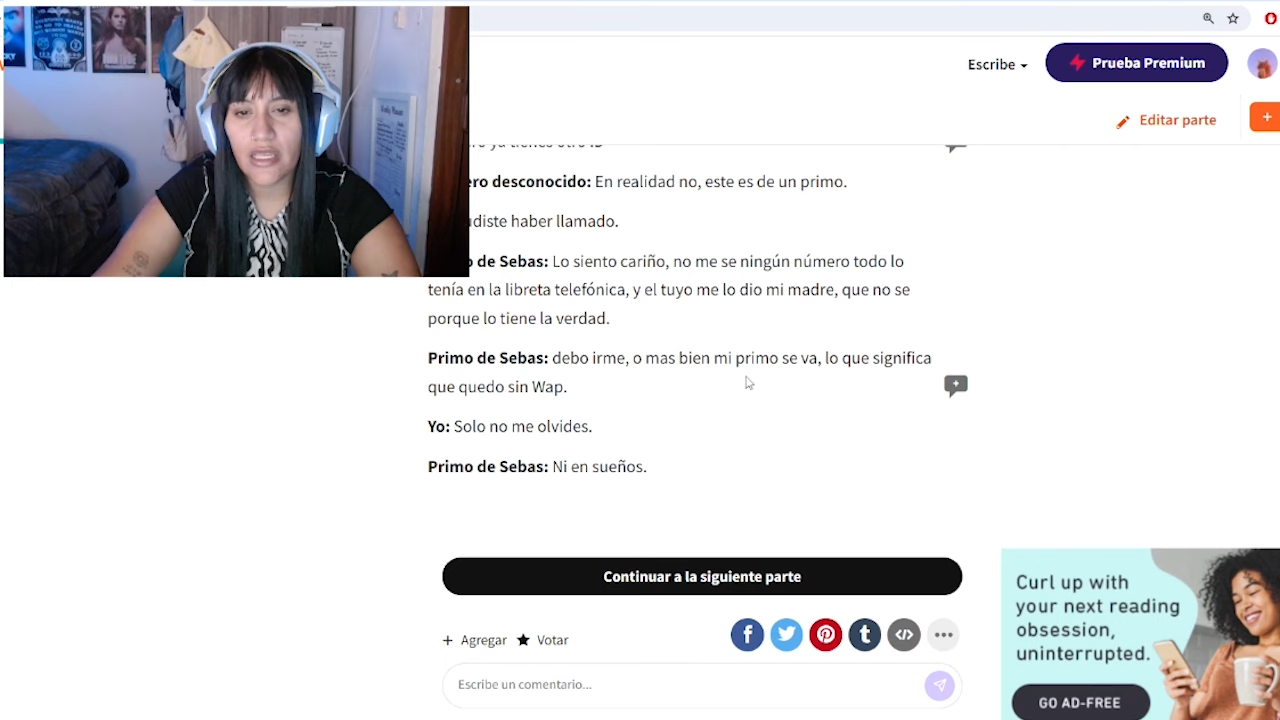 Escribe
Prueba Premium
Editar parte
+
ero desconocido: En realidad no, este es de un primo.
udiste haber llamado.
o de Sebas: Lo siento cariño, no me se ningún número todo lo
tenía en la libreta telefónica, y el tuyo me lo dio mi madre, que no se
porque lo tiene la verdad.
Primo de Sebas: debo irme, o mas bien mi primo se va, lo que significa
que quedo sin Wap.
Yo: Solo no me olvides.
Primo de Sebas: Ni en sueños.
Continuar a la siguiente parte
+ Agregar ★ Votar
Escribe un comentario...
Curl up with
your next reading
obsession,
uninterrupted.
GO AD-FREE